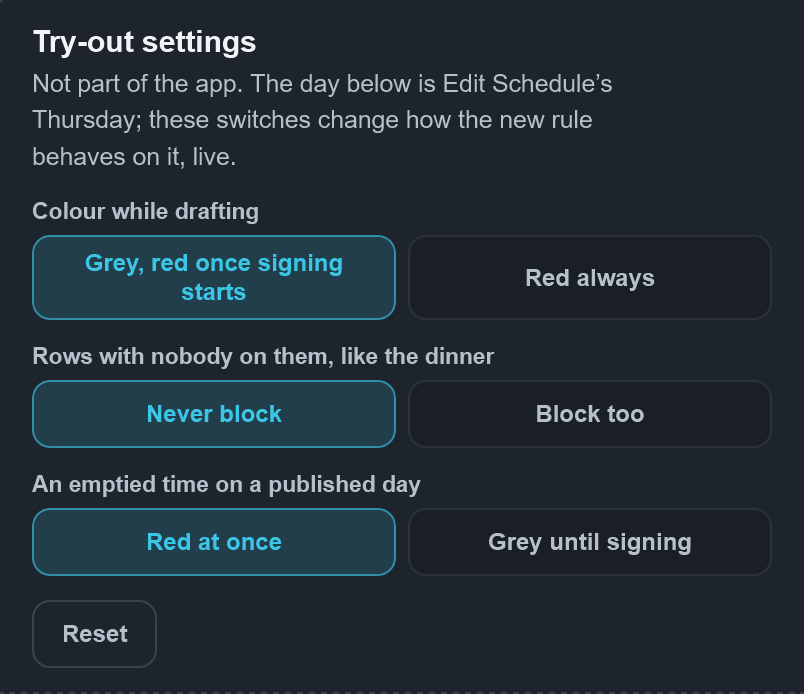 Try-out settings
Not part of the app. The day below is Edit Schedule’s
Thursday; these switches change how the new rule
behaves on it, live.
Colour while drafting
Grey, red once signing
starts
Red always
Rows with nobody on them, like the dinner
Never block
Block too
An emptied time on a published day
Red at once
Grey until signing
Reset